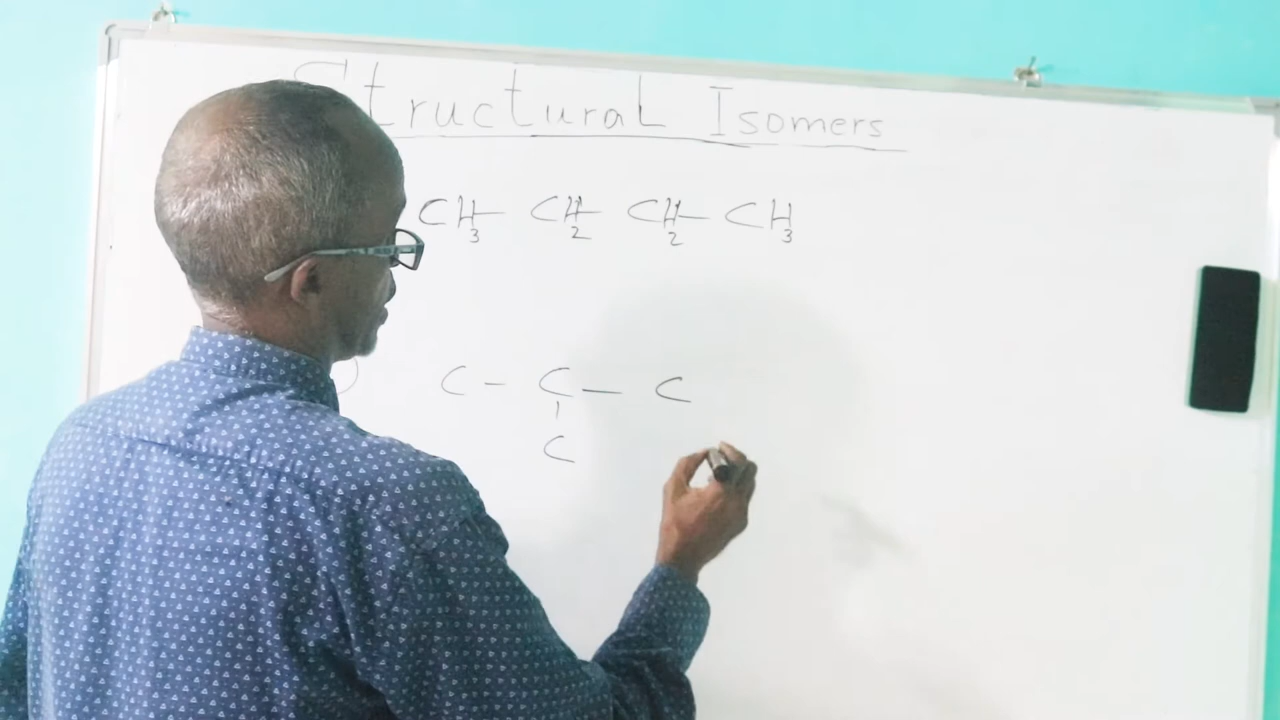 Structural Isomers
CH3— CH2— CH2— CH3
C – C — C
|
C